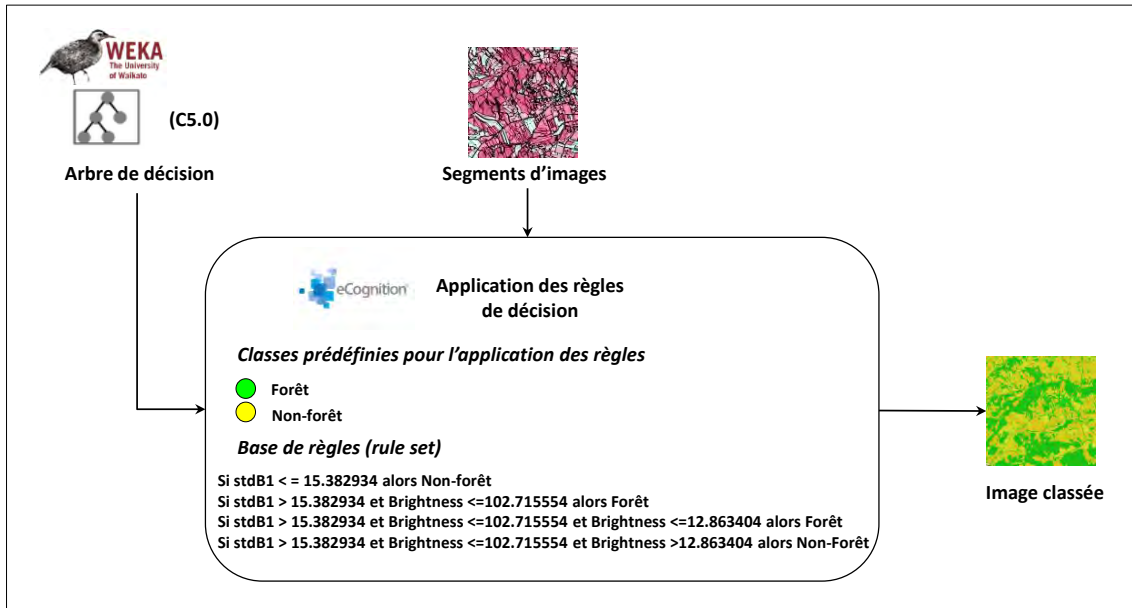 WEKA
The University
of Waikato
(C5.0)
Arbre de décision
Segments d'images
eCognition
Application des règles
de décision
Classes prédéfinies pour l'application des règles
Forêt
Non-forêt
Base de règles (rule set)
Si stdB1 < = 15.382934 alors Non-forêt
Si stdB1 > 15.382934 et Brightness <=102.715554 alors Forêt
Si stdB1 > 15.382934 et Brightness <=102.715554 et Brightness <=12.863404 alors Forêt
Si stdB1 > 15.382934 et Brightness <=102.715554 et Brightness >12.863404 alors Non-Forêt
Image classée